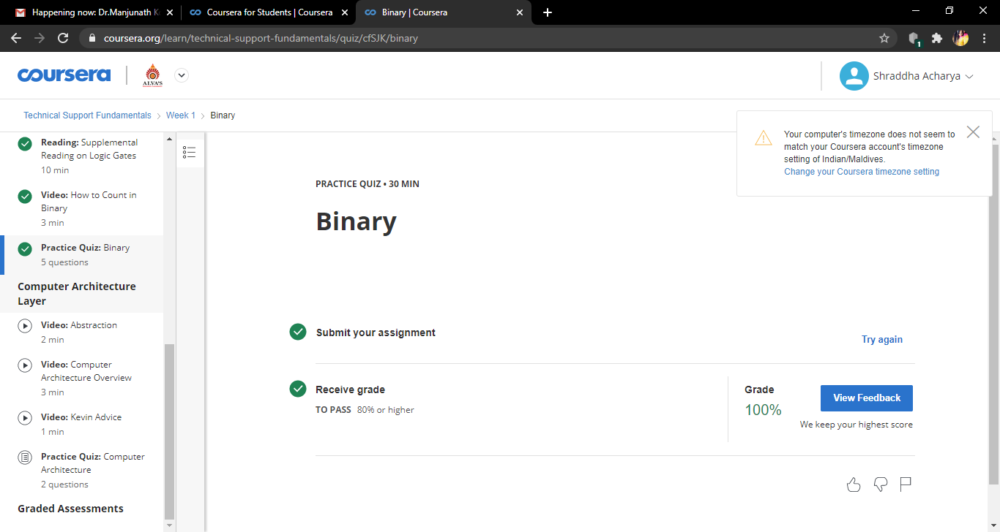 Happening now: Dr.Manjunath K
Coursera for Students | Coursera
Binary | Coursera
coursera.org/learn/technical-support-fundamentals/quiz/cfSJK/binary
1
coursera
ALVA'S
Shraddha Acharya
Technical Support Fundamentals
Week 1
Binary
Your computer's timezone does not seem to
match your Coursera account's timezone
setting of Indian/Maldives.
Change your Coursera timezone setting
Reading: Supplemental
Reading on Logic Gates
10 min
Video: How to Count in
Binary
3 min
Practice Quiz: Binary
5 questions
Computer Architecture
Layer
Video: Abstraction
2 min
Video: Computer
Architecture Overview
3 min
Video: Kevin Advice
1 min
Practice Quiz: Computer
Architecture
2 questions
Graded Assessments
PRACTICE QUIZ • 30 MIN
Binary
Submit your assignment
Try again
Receive grade
TO PASS 80% or higher
Grade
100%
View Feedback
We keep your highest score